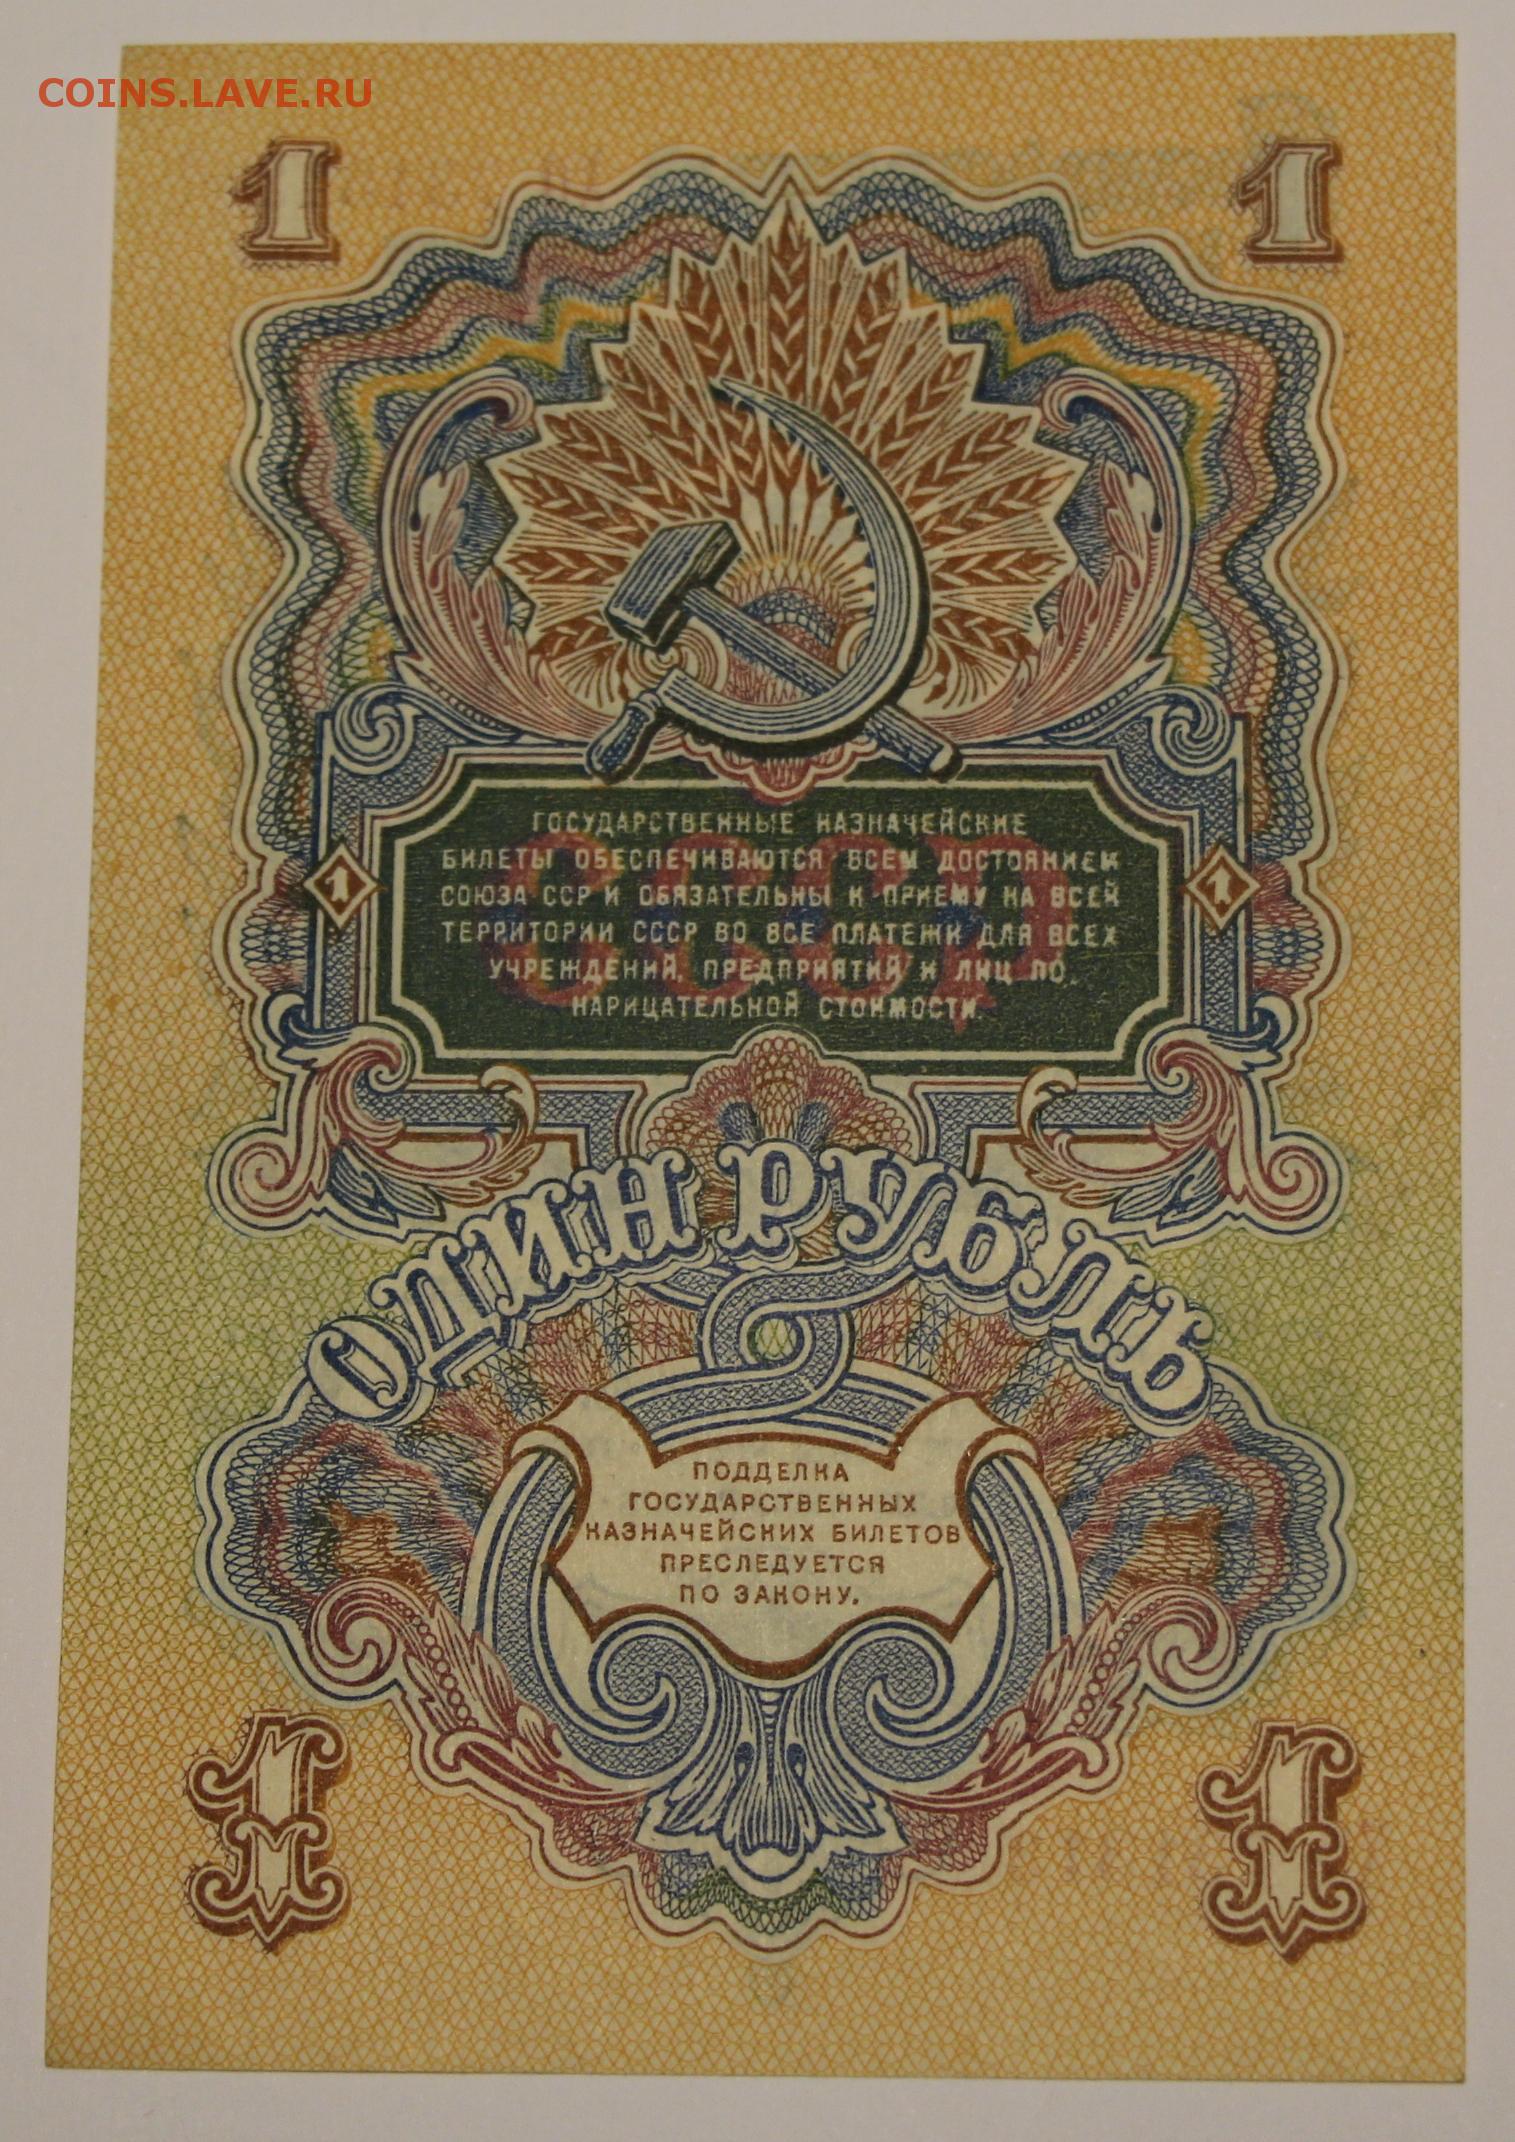 COINS.LAVE.RU
1 1
ГОСУДАРСТВЕННЫЕ КАЗНАЧЕЙСКИЕ
БИЛЕТЫ ОБЕСПЕЧИВАЮТСЯ ВСЕМ ДОСТОЯНИЕМ
СОЮЗА ССР И ОБЯЗАТЕЛЬНЫ К ПРИЕМУ НА ВСЕЙ
ТЕРРИТОРИИ СССР ВО ВСЕ ПЛАТЕЖИ ДЛЯ ВСЕХ
УЧРЕЖДЕНИЙ, ПРЕДПРИЯТИЙ И ЛИЦ ПО
НАРИЦАТЕЛЬНОЙ СТОИМОСТИ.
СССР
1 1
ОДИН РУБЛЬ
ПОДДЕЛКА
ГОСУДАРСТВЕННЫХ
КАЗНАЧЕЙСКИХ БИЛЕТОВ
ПРЕСЛЕДУЕТСЯ
ПО ЗАКОНУ.
1 1